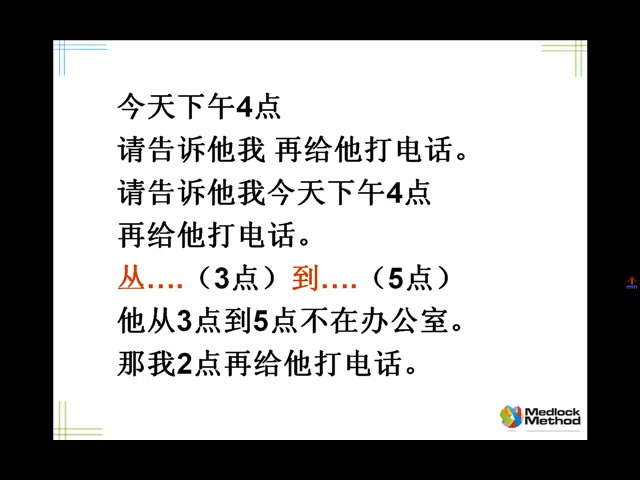 今天下午4点
请告诉他我 再给他打电话。
请告诉他我今天下午4点
再给他打电话。
从....（3点）到....（5点）
他从3点到5点不在办公室。
那我2点再给他打电话。
Medlock
Method